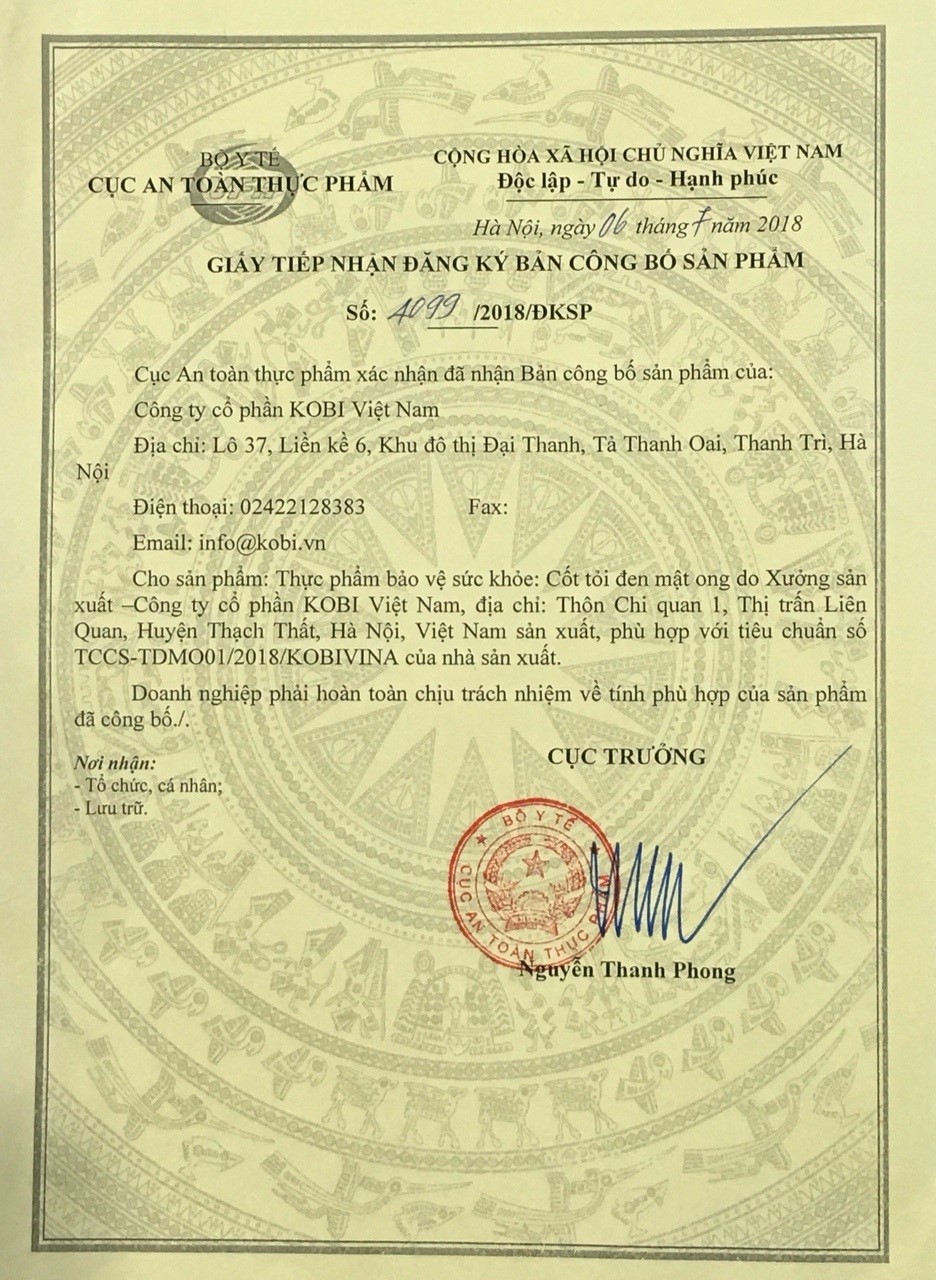 BỘ Y TẾ
CỤC AN TOÀN THỰC PHẨM
CỘNG HÒA XÃ HỘI CHỦ NGHĨA VIỆT NAM
Độc lập - Tự do - Hạnh phúc
Hà Nội, ngày 06 tháng 7 năm 2018
GIẤY TIẾP NHẬN ĐĂNG KÝ BẢN CÔNG BỐ SẢN PHẨM
Số: 4099 /2018/ĐKSP
Cục An toàn thực phẩm xác nhận đã nhận Bản công bố sản phẩm của:
Công ty cổ phần KOBI Việt Nam
Địa chỉ: Lô 37, Liền kề 6, Khu đô thị Đại Thanh, Tả Thanh Oai, Thanh Trì, Hà
Nội
Điện thoại: 02422128383 Fax:
Email: info@kobi.vn
Cho sản phẩm: Thực phẩm bảo vệ sức khỏe: Cốt tỏi đen mật ong do Xưởng sản
xuất –Công ty cổ phần KOBI Việt Nam, địa chỉ: Thôn Chi quan 1, Thị trấn Liên
Quan, Huyện Thạch Thất, Hà Nội, Việt Nam sản xuất, phù hợp với tiêu chuẩn số
TCCS-TDMO01/2018/KOBIVINA của nhà sản xuất.
Doanh nghiệp phải hoàn toàn chịu trách nhiệm về tính phù hợp của sản phẩm
đã công bố./.
Nơi nhận:
- Tổ chức, cá nhân;
- Lưu trữ.
CỤC TRƯỞNG
BỘ Y TẾ
CỤC AN TOÀN THỰC PHẨM
Nguyễn Thanh Phong